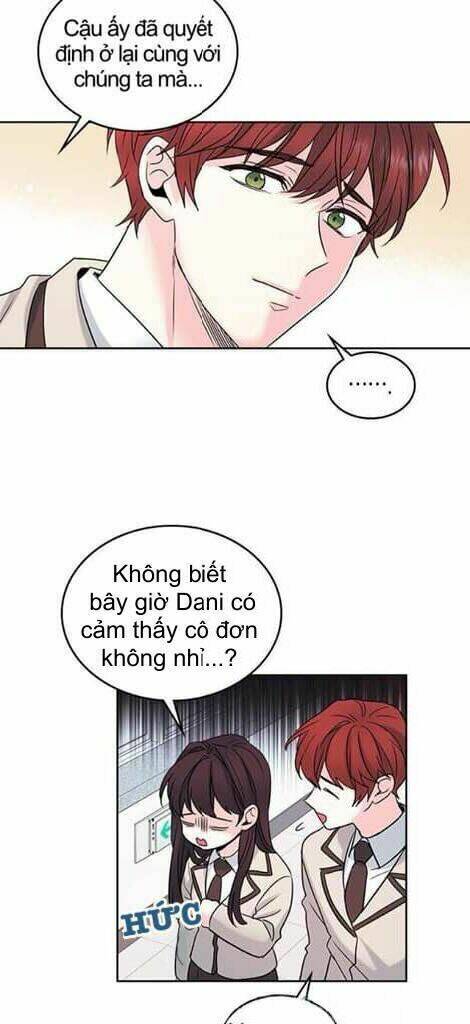 Cậu ấy đã quyết
định ở lại cùng với
chúng ta mà...
.......
Không biết
bây giờ Dani có
cảm thấy cô đơn
không nhỉ...?
HỨC